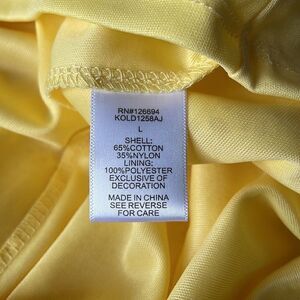 RN#126694
KOLD1258AJ
L
SHELL:
65%COTTON
35%NYLON
LINING:
100%POLYESTER
EXCLUSIVE OF
DECORATION
MADE IN CHINA
SEE REVERSE
FOR CARE